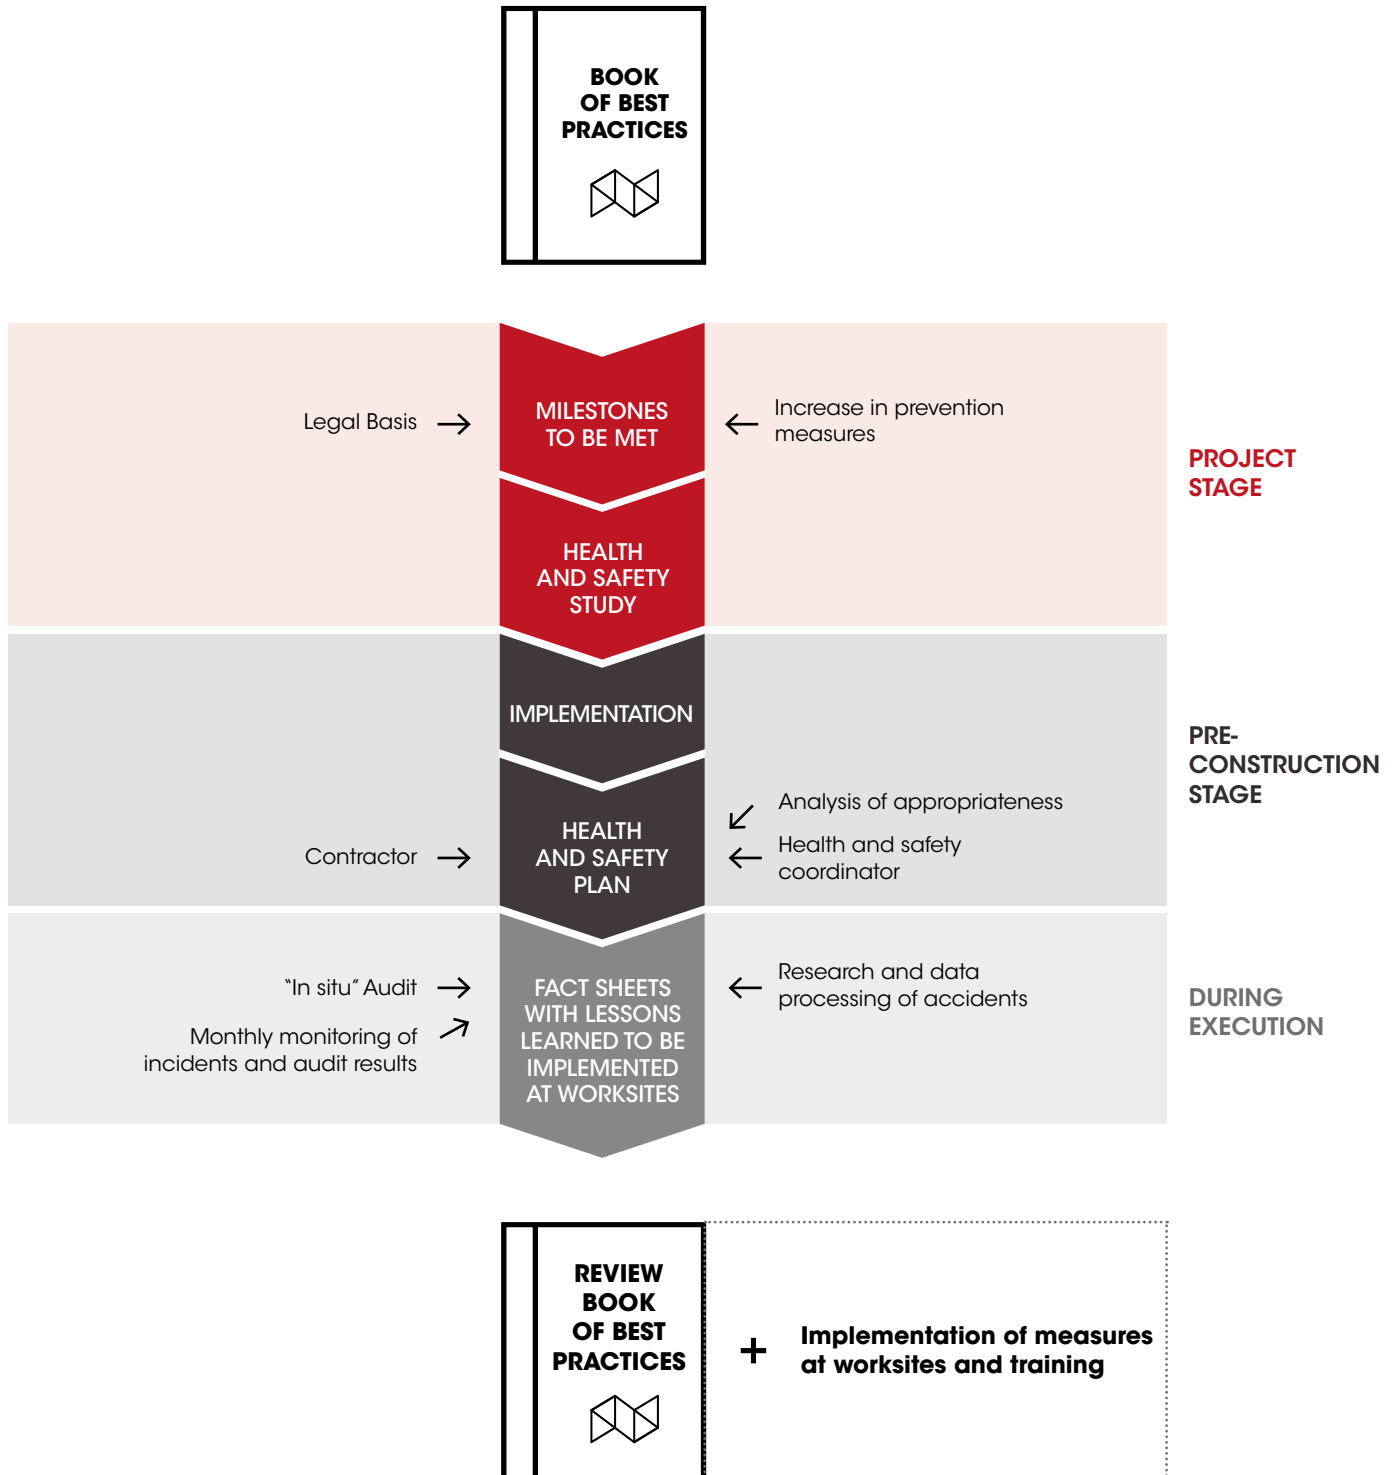 BOOK
OF BEST
PRACTICES
Legal Basis
MILESTONES
TO BE MET
Increase in prevention
measures
PROJECT
STAGE
HEALTH
AND SAFETY
STUDY
IMPLEMENTATION
PRE-
CONSTRUCTION
STAGE
Contractor
HEALTH
AND SAFETY
PLAN
Analysis of appropriateness
Health and safety
coordinator
"In situ" Audit
Monthly monitoring of
incidents and audit results
FACT SHEETS
WITH LESSONS
LEARNED TO BE
IMPLEMENTED
AT WORKSITES
Research and data
processing of accidents
DURING
EXECUTION
REVIEW
BOOK
OF BEST
PRACTICES
+
Implementation of measures
at worksites and training